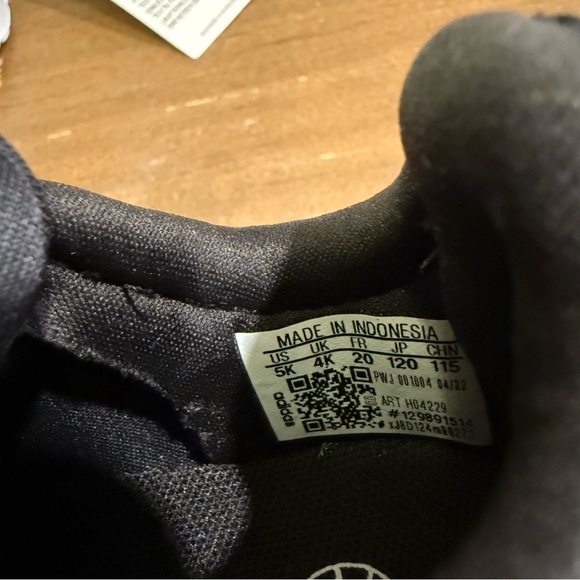 MADE IN INDONESIA
US UK FR JP CHN
5K 4K 20 120 115
PWJ 001004 04/22
ART H04229
#129891514